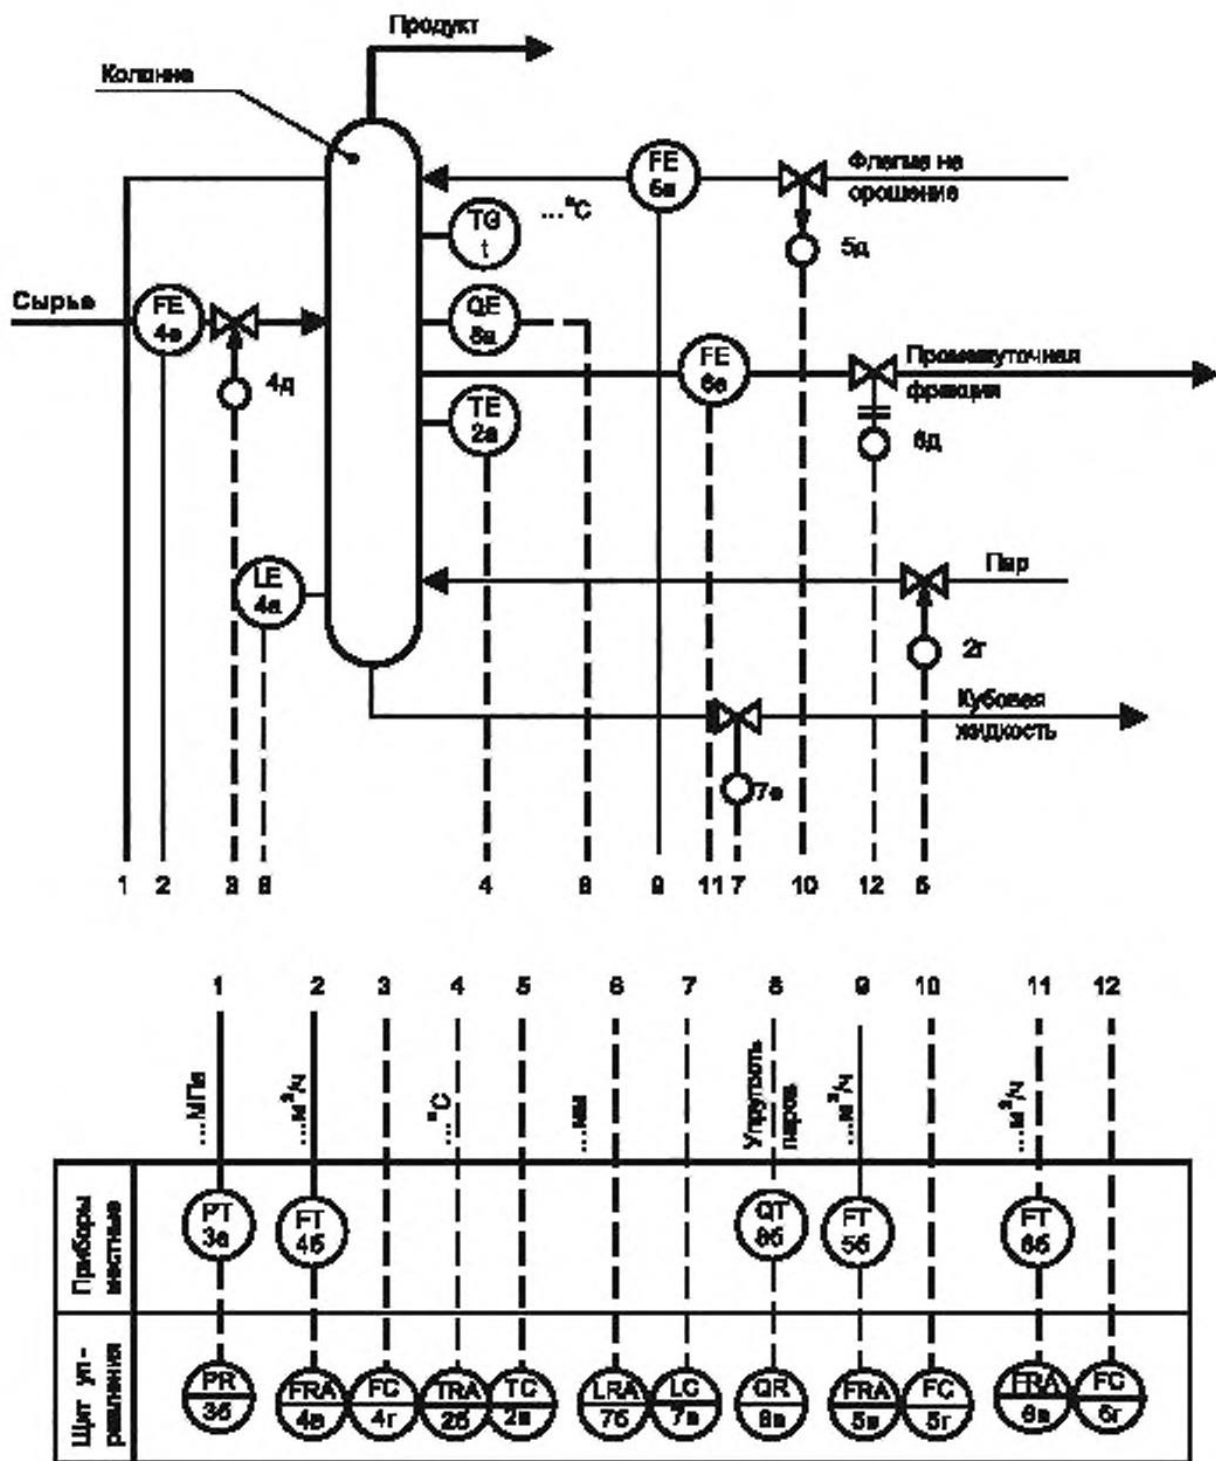 Продукт
Колонна
FE
5а
Флегма на
орошение
TG
1
...°C
5д
Сырье
FE
4а
QE
8а
4д
FE
6а
Промежуточная
фракция
TE
2а
6д
LE
4а
Пар
2г
Кубовая
жидкость
1 2 3 6 4 8 9 11 7 10 12 5
1 2 3 4 5 6 7 8 9 10 11 12
...МПа
...м³/ч
...°C
...мм
Упругость
паров
...м³/ч
...м³/ч
Приборы
местные
PT
3а
FT
4б
QT
8б
FT
5б
FT
6б
Щит уп-
равления
PR
3б
FRA
4в
FC
4г
TRA
2б
TC
2в
LRA
7б
LC
7в
QR
8в
FRA
5в
FC
5г
FRA
6в
FC
6г